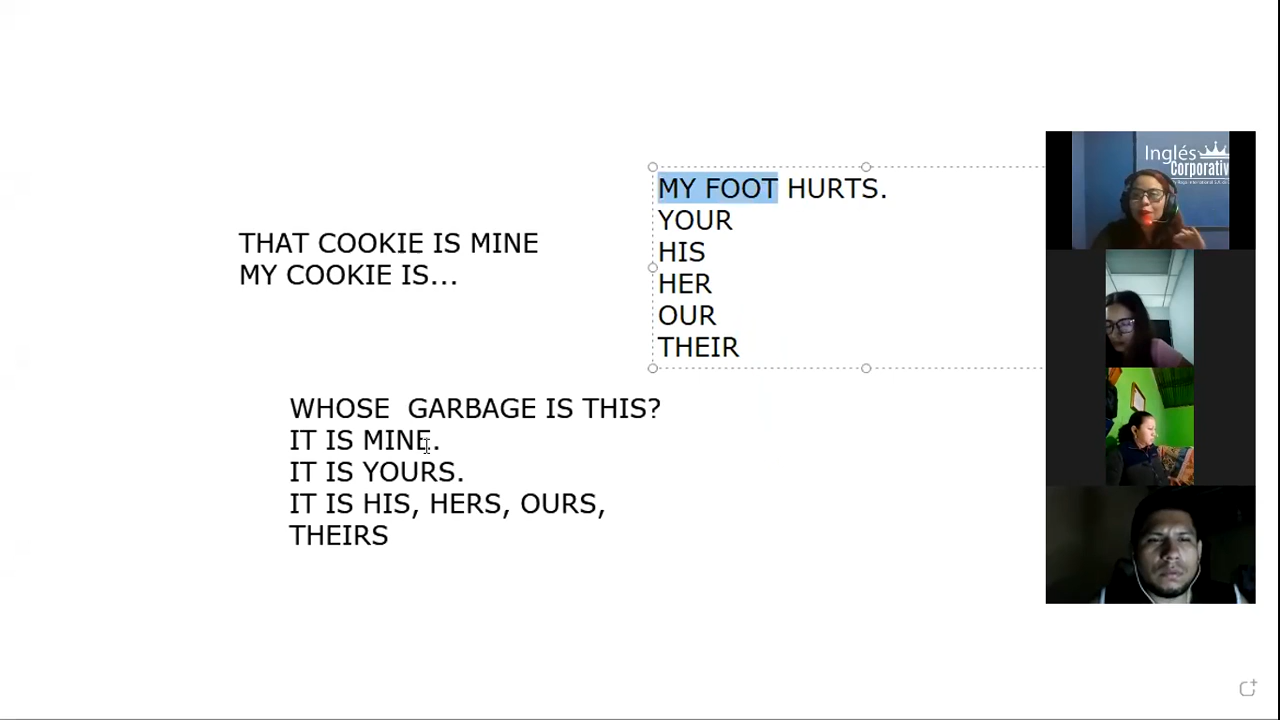 THAT COOKIE IS MINE
MY COOKIE IS...
MY FOOT HURTS.
YOUR
HIS
HER
OUR
THEIR
WHOSE  GARBAGE IS THIS?
IT IS MINE.
IT IS YOURS.
IT IS HIS, HERS, OURS,
THEIRS
Inglés
Corporativ